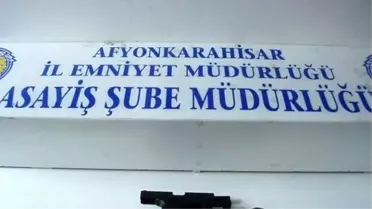 AFYONKARAHİSAR
İL EMNİYET MÜDÜRLÜĞÜ
ASAYİŞ ŞUBE MÜDÜRLÜĞÜ